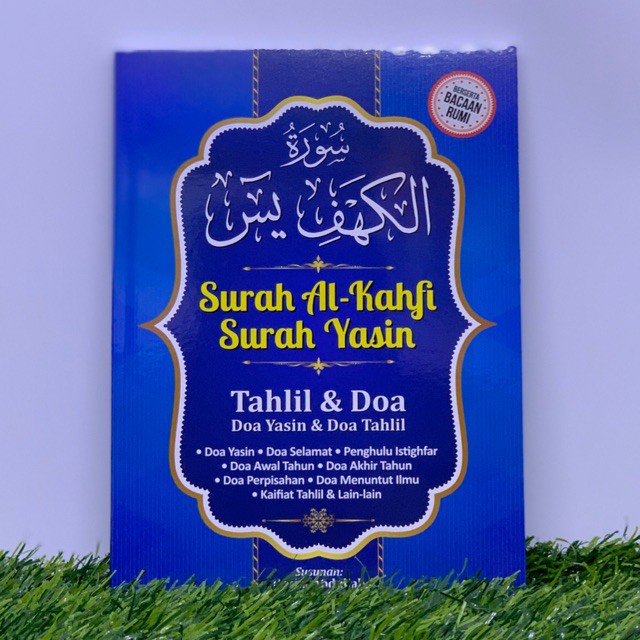 BERSERTA
BACAAN
RUMI
سُورَةُ
الكَهْفِ يسٓ
Surah Al-Kahfi
Surah Yasin
Tahlil & Doa
Doa Yasin & Doa Tahlil
• Doa Yasin • Doa Selamat • Penghulu Istighfar
• Doa Awal Tahun • Doa Akhir Tahun
• Doa Perpisahan • Doa Menuntut Ilmu
• Kaifiat Tahlil & Lain-lain
Susunan: